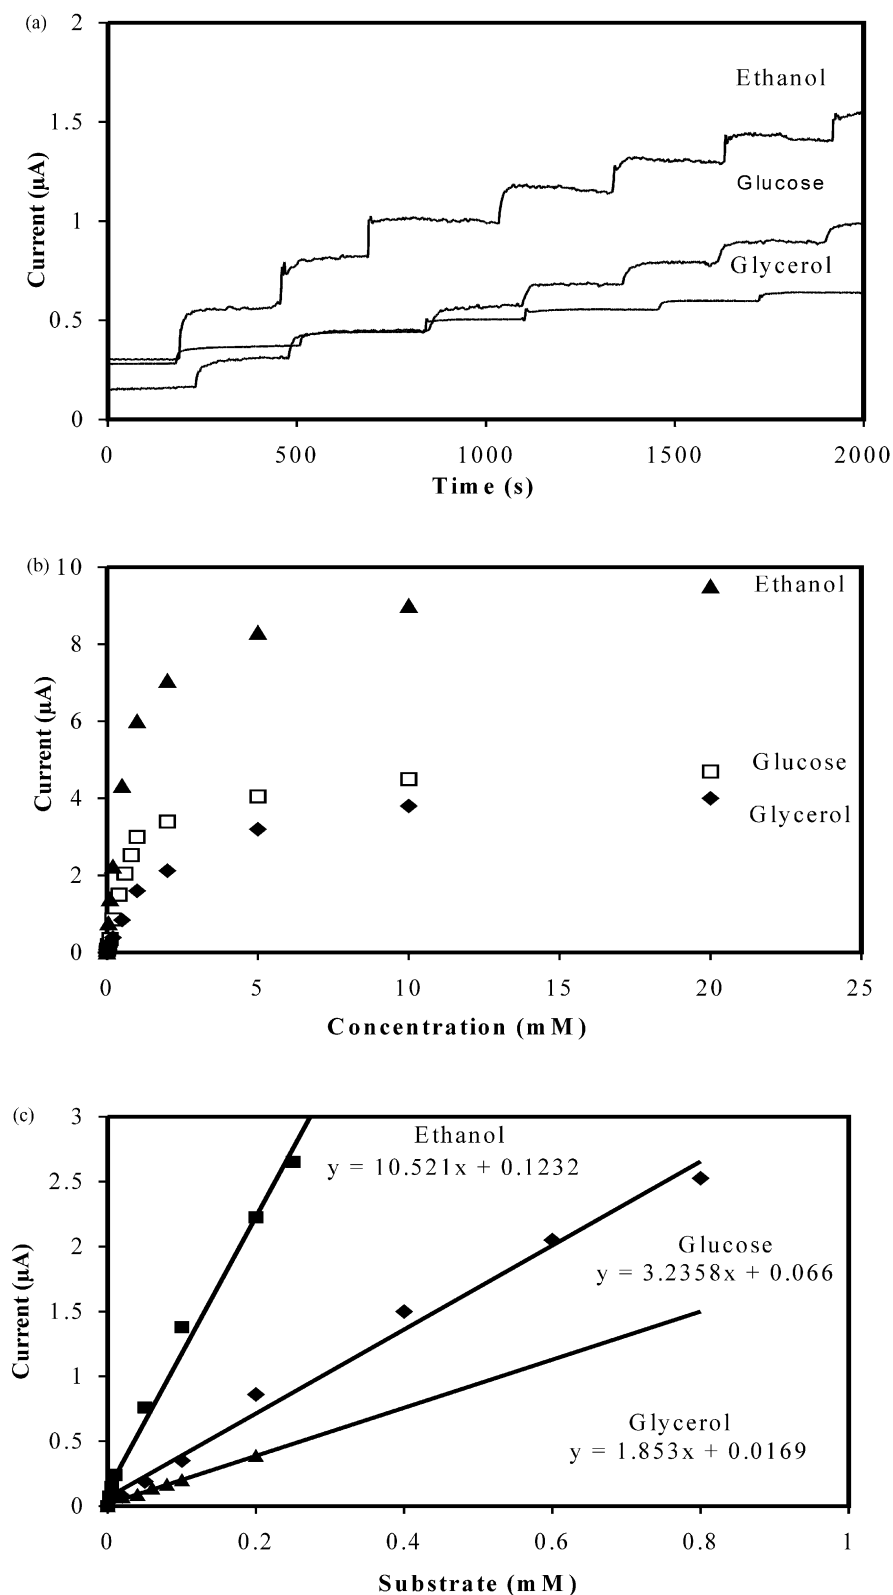 (a)
2
1.5
1
0.5
0
Current (µA)
Ethanol
Glucose
Glycerol
0 500 1000 1500 2000
Time (s)
(b)
10
8
6
4
2
0
Current (µA)
Ethanol
Glucose
Glycerol
0 5 10 15 20 25
Concentration (mM)
(c)
3
2.5
2
1.5
1
0.5
0
Current (µA)
Ethanol
y = 10.521x + 0.1232
Glucose
y = 3.2358x + 0.066
Glycerol
y = 1.853x + 0.0169
0 0.2 0.4 0.6 0.8 1
Substrate (mM)